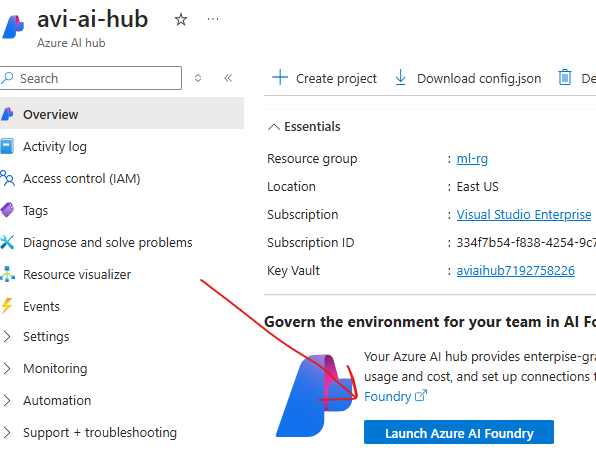 avi-ai-hub
Azure AI hub
Search
Overview
Activity log
Access control (IAM)
Tags
Diagnose and solve problems
Resource visualizer
Events
Settings
Monitoring
Automation
Support + troubleshooting
Create project
Download config.json
De
Essentials
Resource group : ml-rg
Location : East US
Subscription : Visual Studio Enterprise
Subscription ID : 334f7b54-f838-4254-9c7
Key Vault : aviaihub7192758226
Govern the environment for your team in AI Fo
Your Azure AI hub provides enterpise-gra
usage and cost, and set up connections t
Foundry
Launch Azure AI Foundry